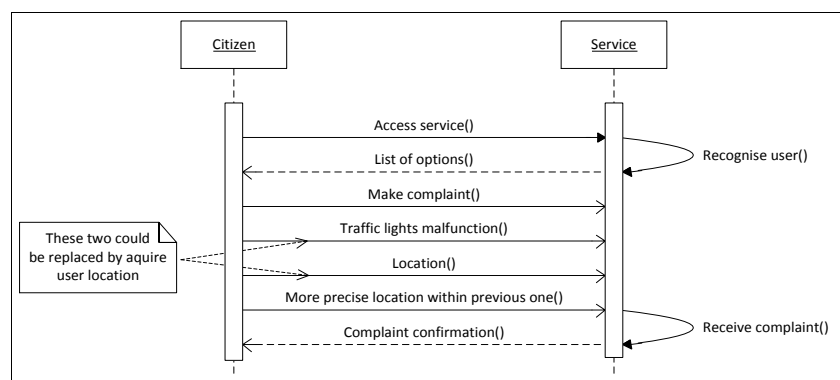 Citizen
Service
Access service()
Recognise user()
List of options()
Make complaint()
Traffic lights malfunction()
These two could
be replaced by aquire
user location
Location()
More precise location within previous one()
Receive complaint()
Complaint confirmation()